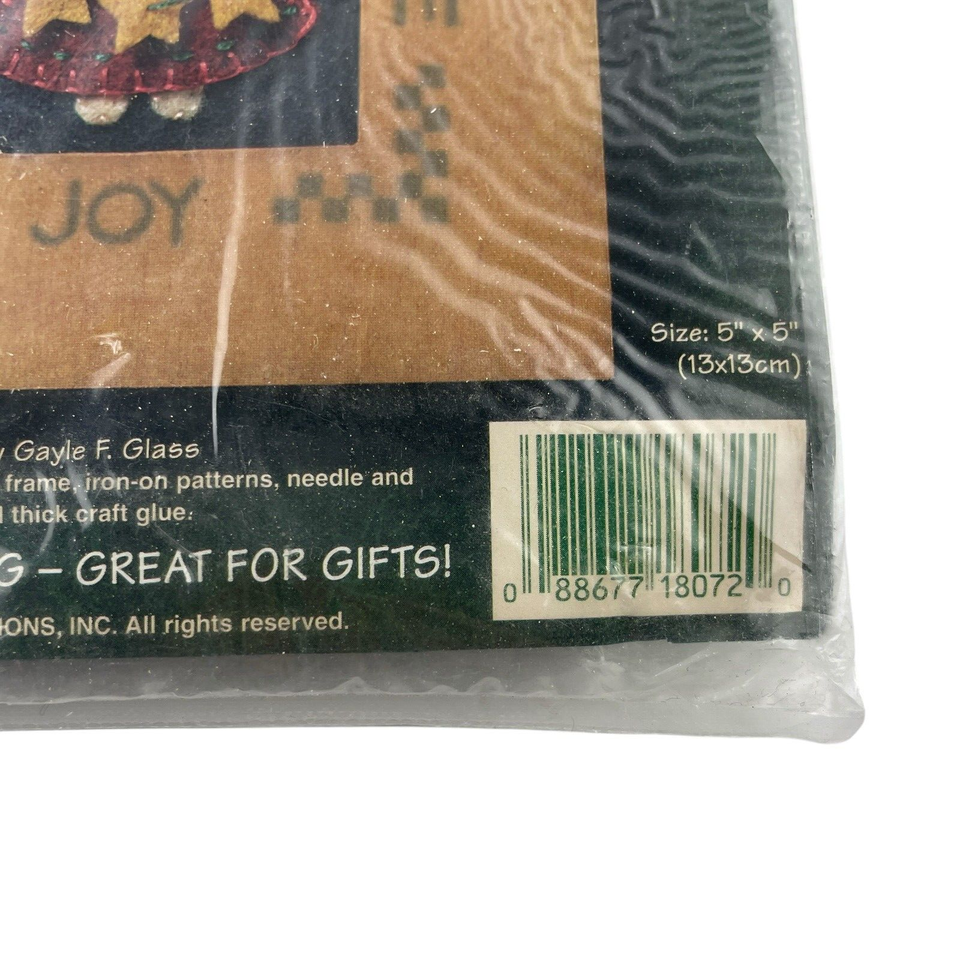 JOY
Size: 5" x 5"
(13x13cm)
Gayle F. Glass
frame, iron-on patterns, needle and
thick craft glue.
G – GREAT FOR GIFTS!
IONS, INC. All rights reserved.
0 88677 18072 0